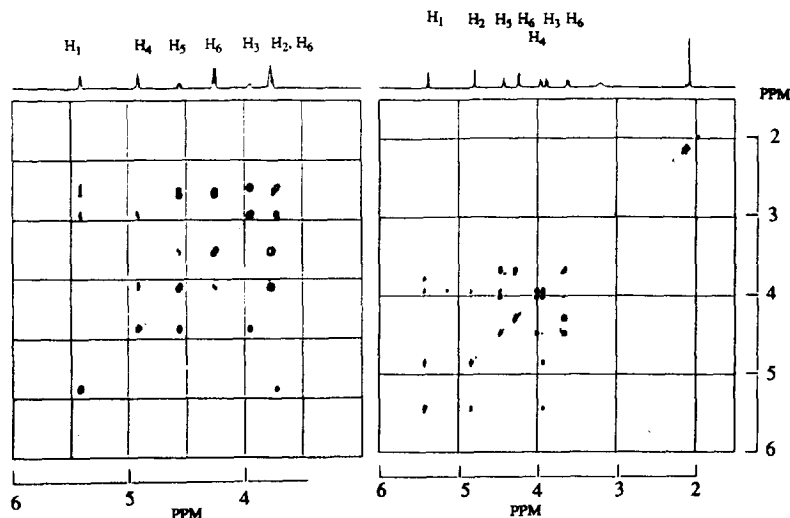 H₁ H₄ H₅ H₆ H₃ H₂, H₆
H₁ H₂ H₅ H₆ H₃ H₆
H₄
PPM
2
3
4
5
6
6 5 4
PPM
6 5 4 3 2
PPM